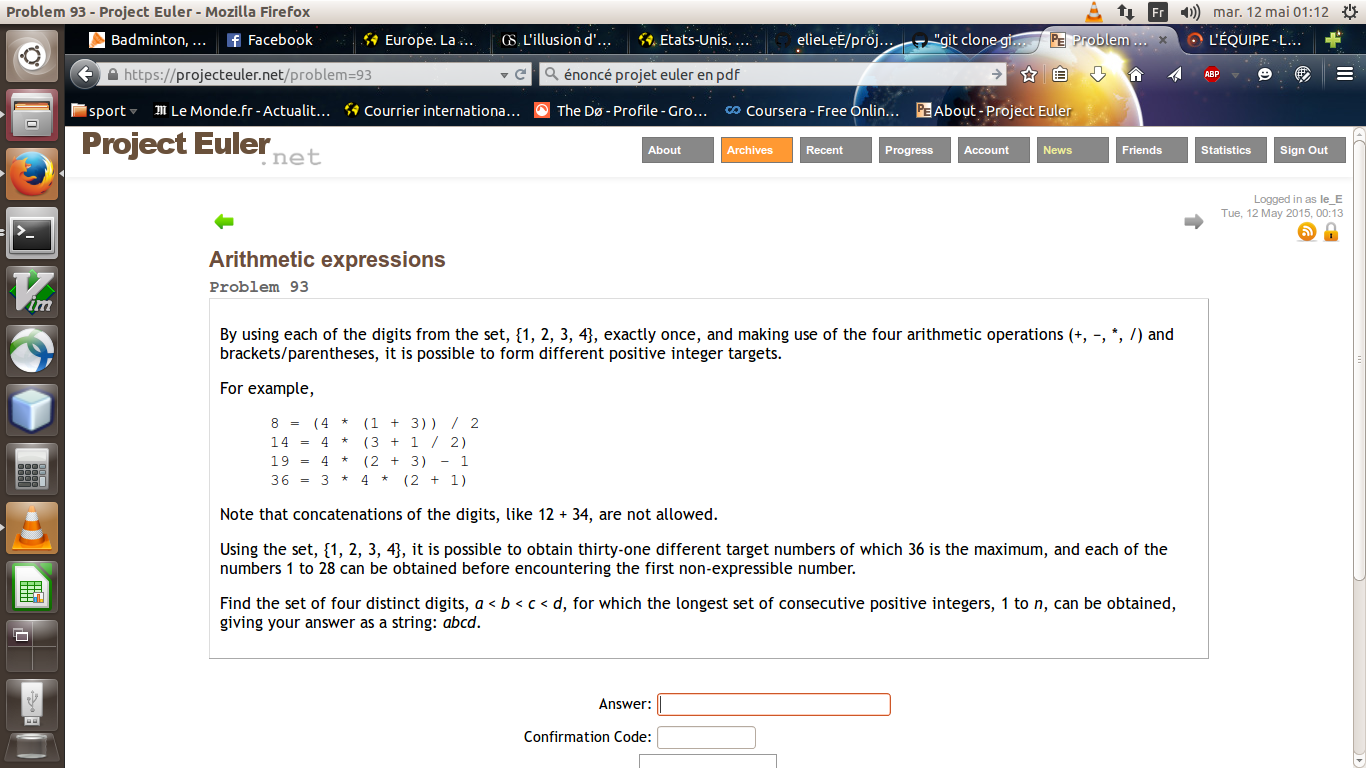 Problem 93 - Project Euler - Mozilla Firefox
Fr
mar. 12 mai 01:12
Badminton, ...
Facebook
Europe. La ...
GS L'illusion d'...
Etats-Unis. ...
elieLeE/proj...
"git clone gi...
PE Problem ...
L'ÉQUIPE - L...
https://projecteuler.net/problem=93
énoncé projet euler en pdf
ABP
sport
Le Monde.fr - Actualit...
Courrier internationa...
The Dø - Profile - Gro...
Coursera - Free Onlin...
PE About - Project Euler
Project Euler.net
About
Archives
Recent
Progress
Account
News
Friends
Statistics
Sign Out
Logged in as le_E
Tue, 12 May 2015, 00:13
Arithmetic expressions
Problem 93
By using each of the digits from the set, {1, 2, 3, 4}, exactly once, and making use of the four arithmetic operations (+, −, *, /) and
brackets/parentheses, it is possible to form different positive integer targets.
For example,
8 = (4 * (1 + 3)) / 2
14 = 4 * (3 + 1 / 2)
19 = 4 * (2 + 3) − 1
36 = 3 * 4 * (2 + 1)
Note that concatenations of the digits, like 12 + 34, are not allowed.
Using the set, {1, 2, 3, 4}, it is possible to obtain thirty-one different target numbers of which 36 is the maximum, and each of the
numbers 1 to 28 can be obtained before encountering the first non-expressible number.
Find the set of four distinct digits, a < b < c < d, for which the longest set of consecutive positive integers, 1 to n, can be obtained,
giving your answer as a string: abcd.
Answer:
Confirmation Code:
Vim